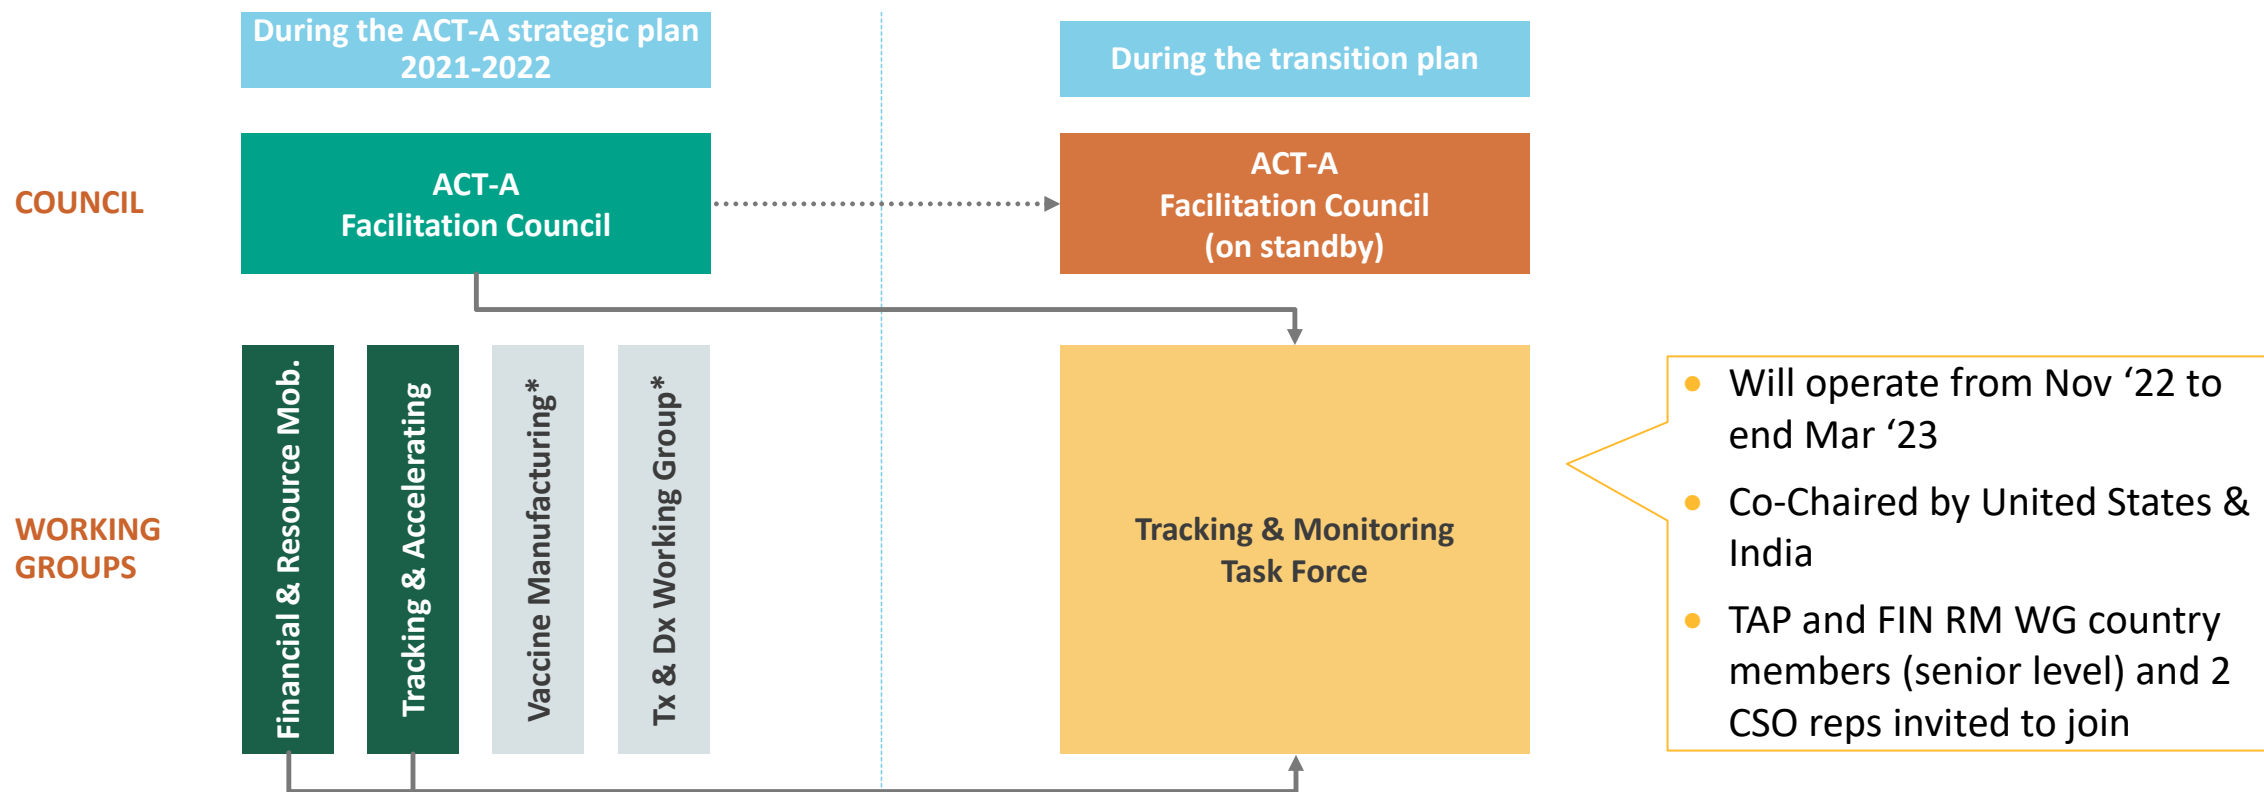 During the ACT-A strategic plan
2021-2022
During the transition plan
COUNCIL
ACT-A
Facilitation Council
ACT-A
Facilitation Council
(on standby)
WORKING
GROUPS
Financial & Resource Mob.
Tracking & Accelerating
Vaccine Manufacturing*
Tx & Dx Working Group*
Tracking & Monitoring
Task Force
• Will operate from Nov ‘22 to
end Mar ‘23
• Co-Chaired by United States &
India
• TAP and FIN RM WG country
members (senior level) and 2
CSO reps invited to join